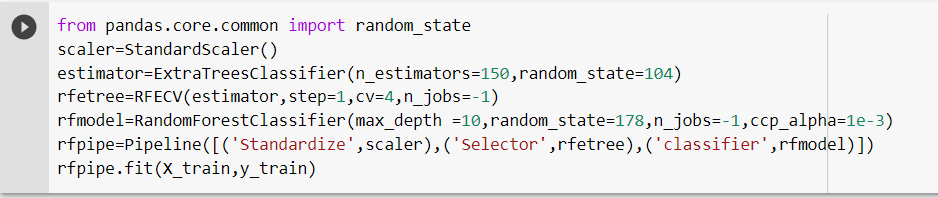 from pandas.core.common import random_state
scaler=StandardScaler()
estimator=ExtraTreesClassifier(n_estimators=150,random_state=104)
rfetree=RFECV(estimator,step=1,cv=4,n_jobs=-1)
rfmodel=RandomForestClassifier(max_depth =10,random_state=178,n_jobs=-1,ccp_alpha=1e-3)
rfpipe=Pipeline([('Standardize',scaler),('Selector',rfetree),('classifier',rfmodel)])
rfpipe.fit(X_train,y_train)